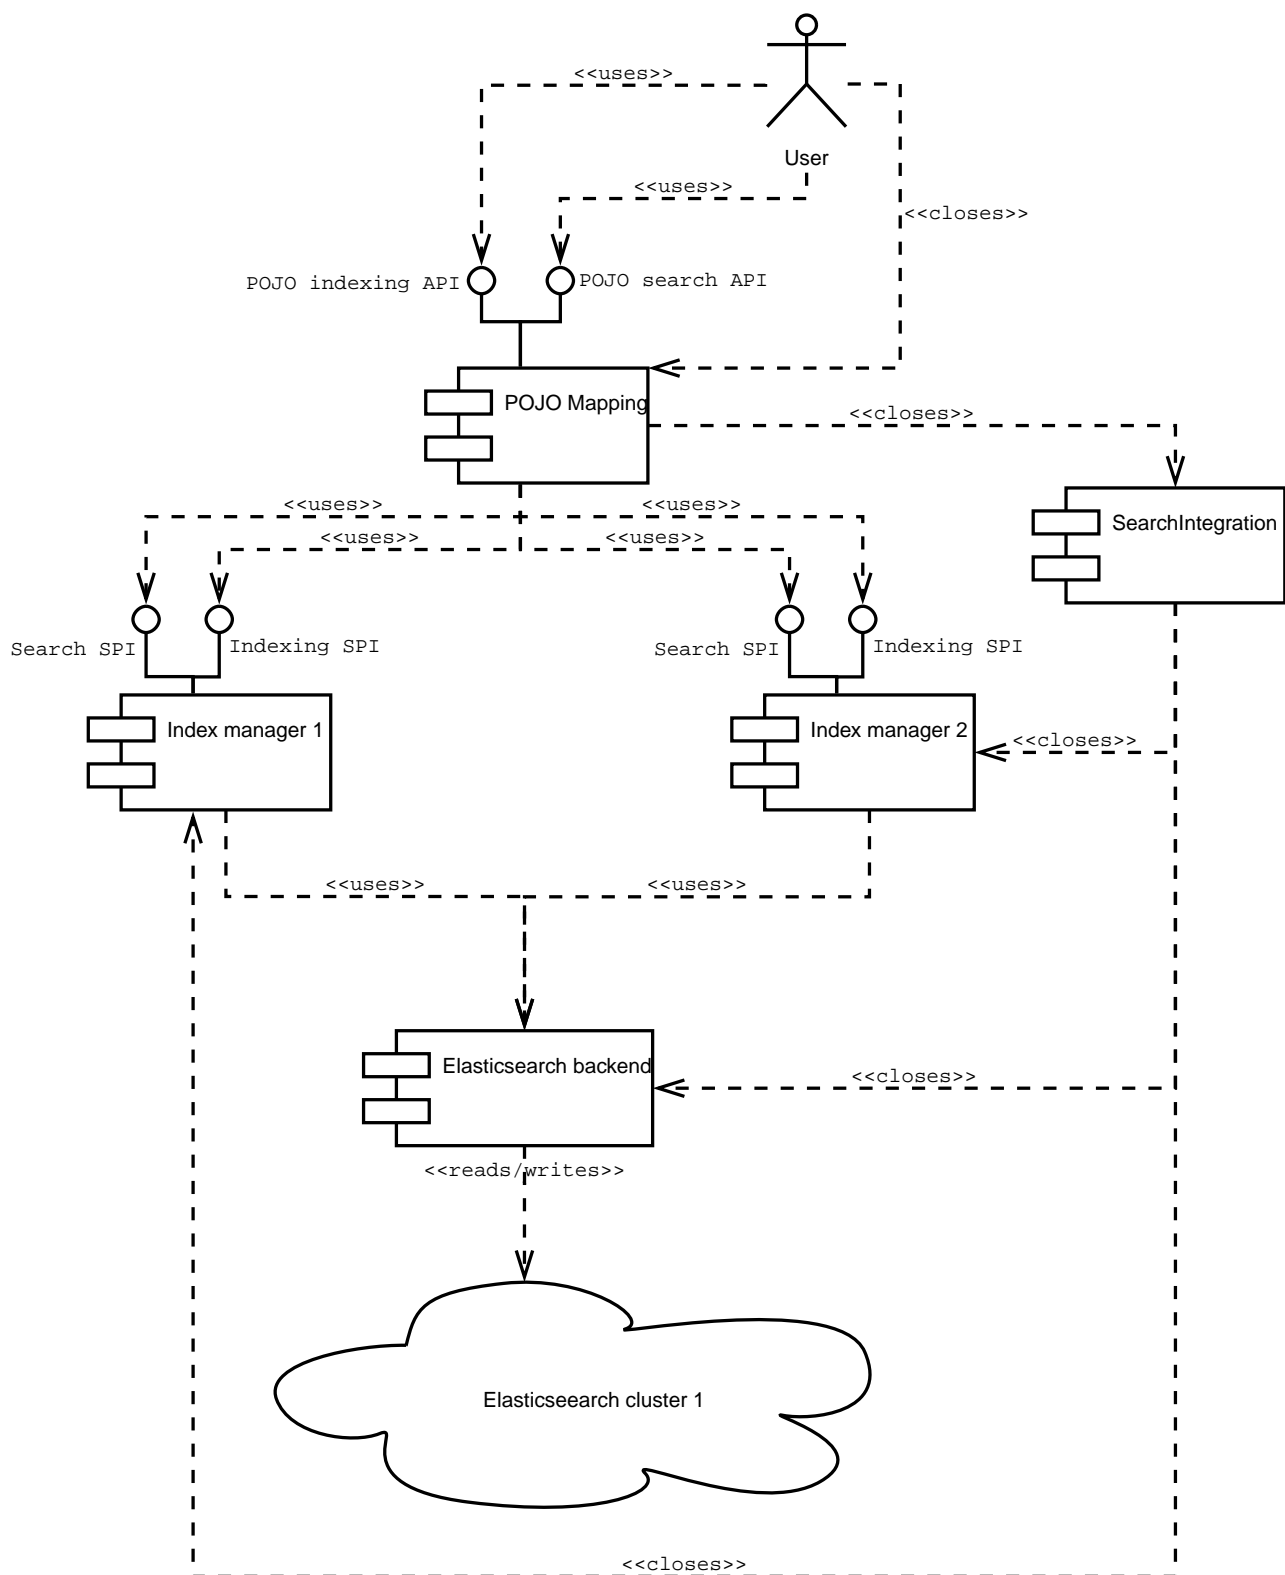 <<uses>>
User
<<uses>>
<<closes>>
POJO indexing API
POJO search API
POJO Mapping
<<closes>>
<<uses>>
<<uses>>
<<uses>>
<<uses>>
SearchIntegration
Search SPI
Indexing SPI
Search SPI
Indexing SPI
Index manager 1
Index manager 2
<<closes>>
<<uses>>
<<uses>>
Elasticsearch backend
<<closes>>
<<reads/writes>>
Elasticseearch cluster 1
<<closes>>